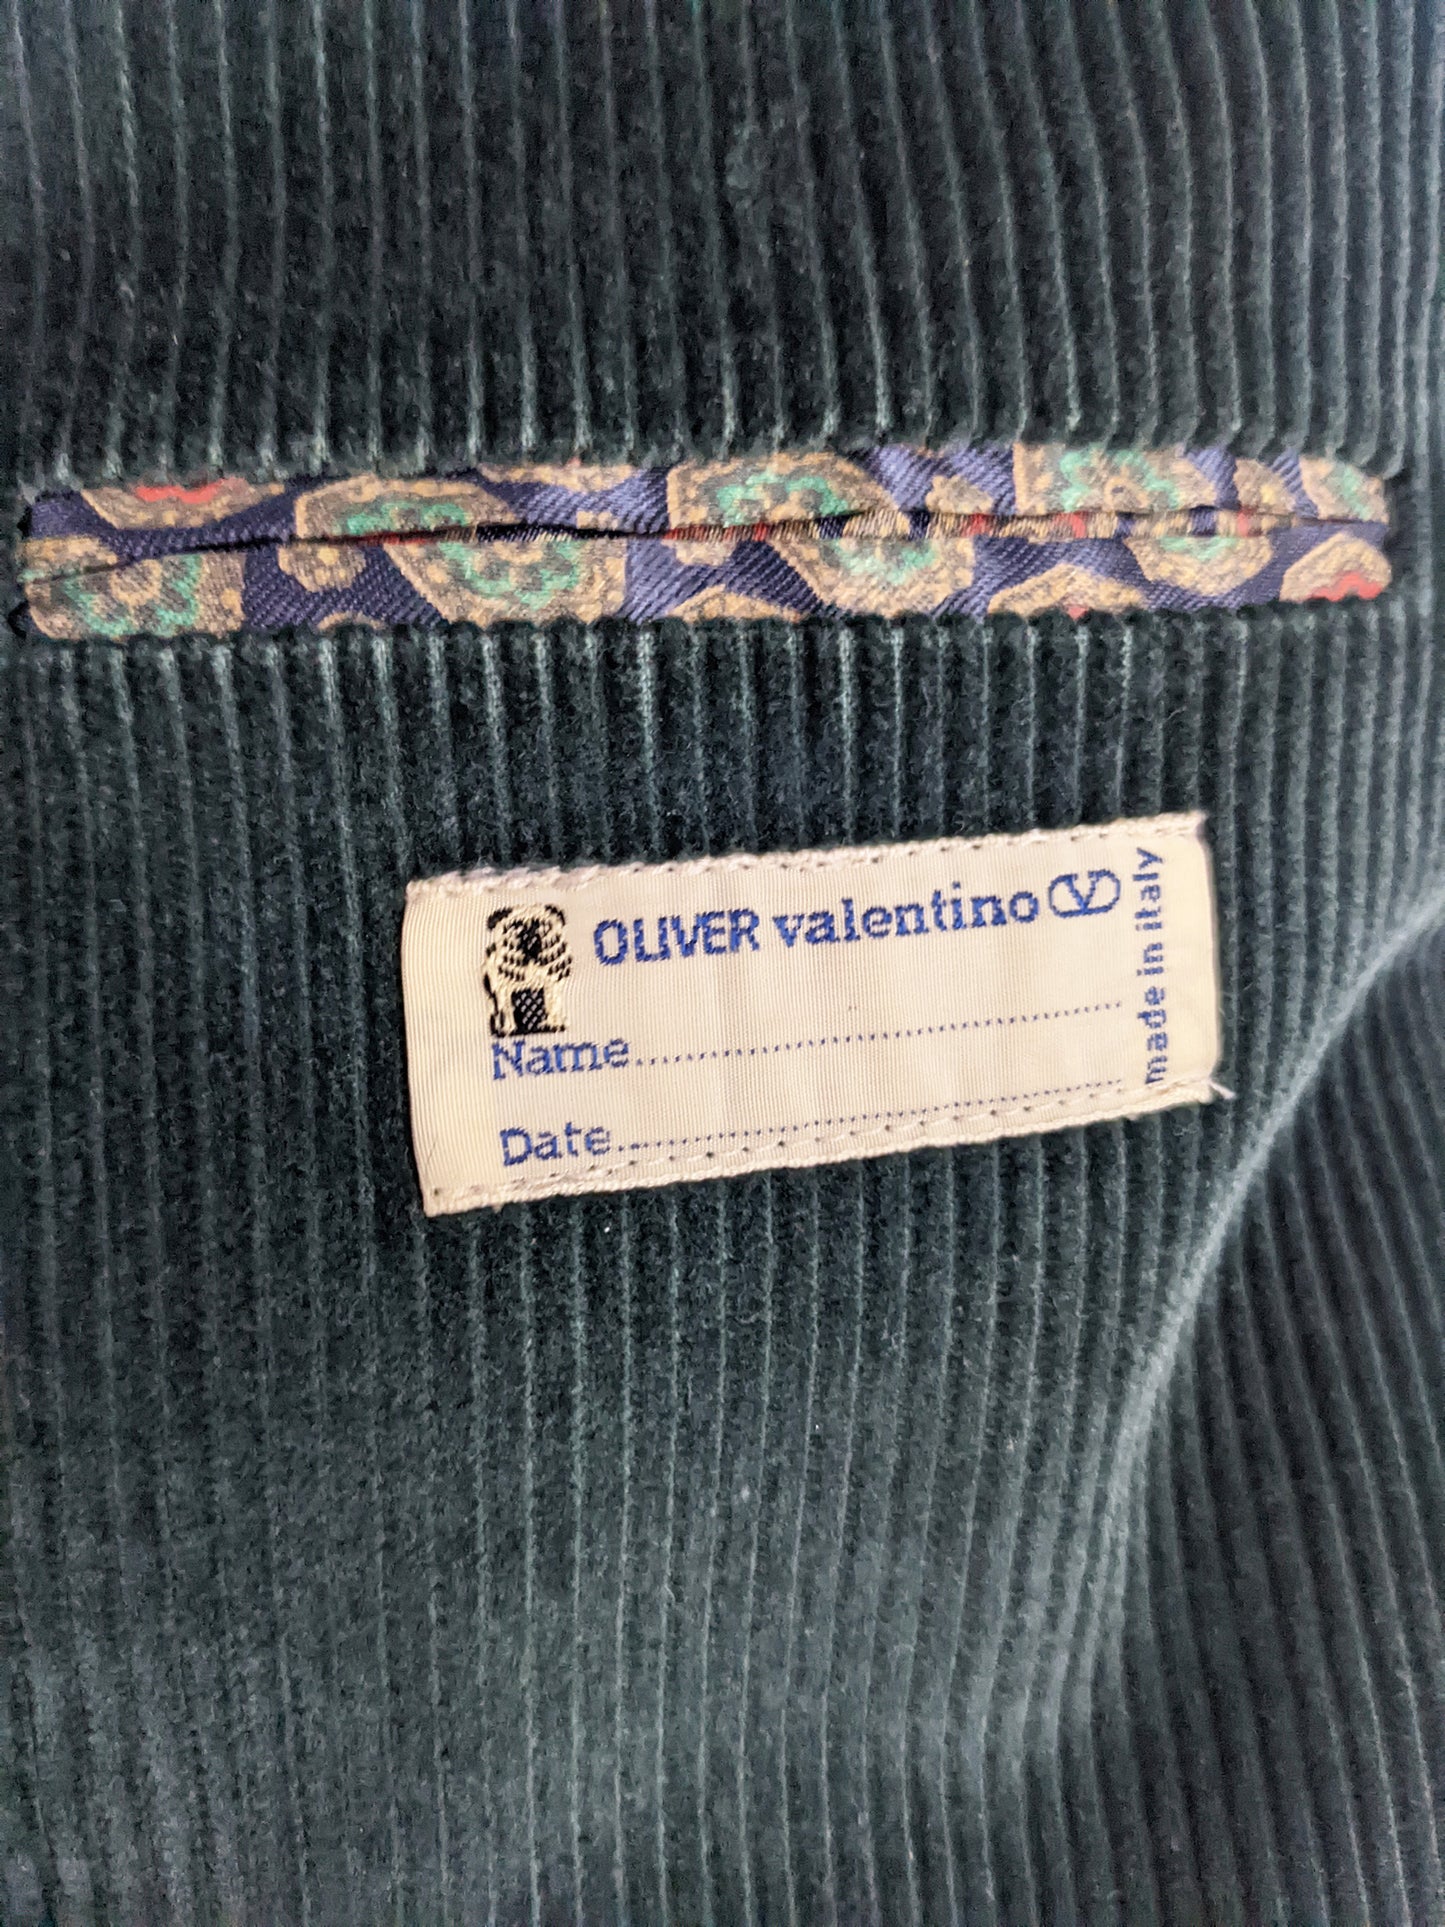 OLIVER valentino
Name
Date
made in italy